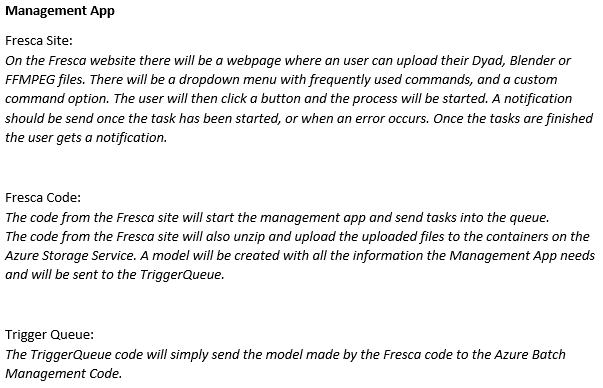 Management App
Fresca Site:
On the Fresca website there will be a webpage where an user can upload their Dyad, Blender or
FFMPEG files. There will be a dropdown menu with frequently used commands, and a custom
command option. The user will then click a button and the process will be started. A notification
should be send once the task has been started, or when an error occurs. Once the tasks are finished
the user gets a notification.
Fresca Code:
The code from the Fresca site will start the management app and send tasks into the queue.
The code from the Fresca site will also unzip and upload the uploaded files to the containers on the
Azure Storage Service. A model will be created with all the information the Management App needs
and will be sent to the TriggerQueue.
Trigger Queue:
The TriggerQueue code will simply send the model made by the Fresca code to the Azure Batch
Management Code.